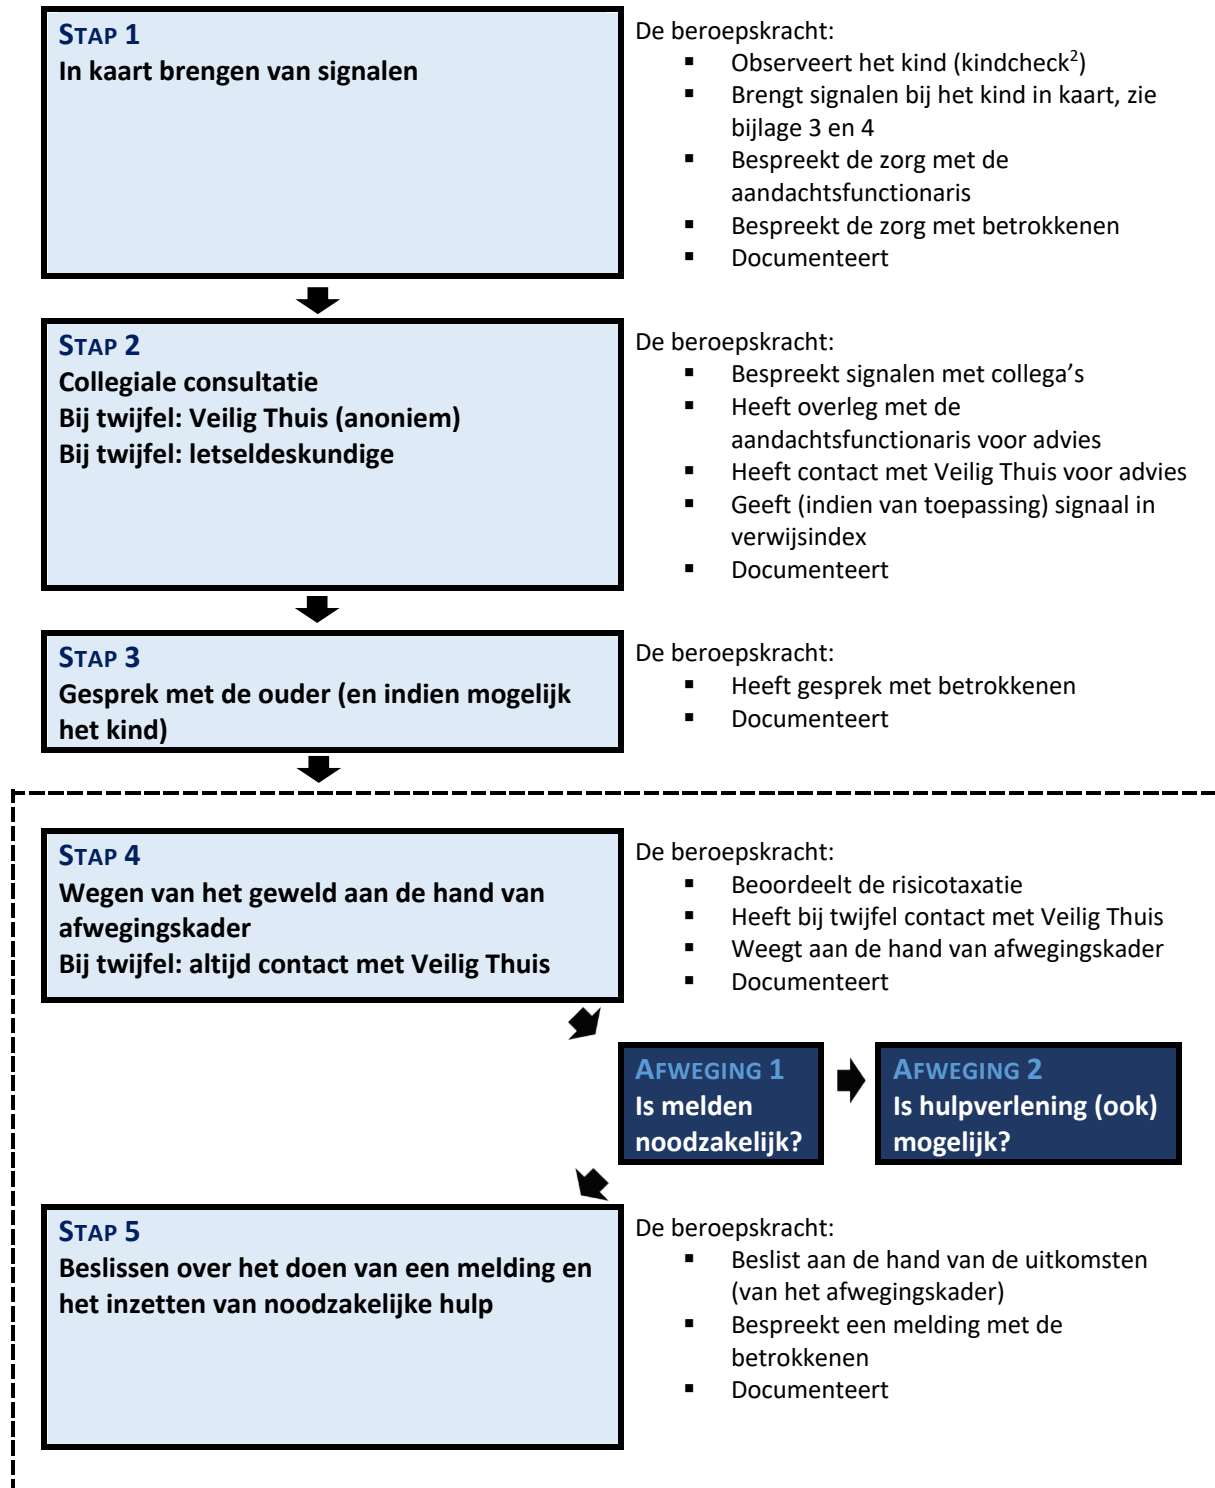 STAP 1
In kaart brengen van signalen
De beroepskracht:
▪ Observeert het kind (kindcheck²)
▪ Brengt signalen bij het kind in kaart, zie
bijlage 3 en 4
▪ Bespreekt de zorg met de
aandachtsfunctionaris
▪ Bespreekt de zorg met betrokkenen
▪ Documenteert
STAP 2
Collegiale consultatie
Bij twijfel: Veilig Thuis (anoniem)
Bij twijfel: letseldeskundige
De beroepskracht:
▪ Bespreekt signalen met collega’s
▪ Heeft overleg met de
aandachtsfunctionaris voor advies
▪ Heeft contact met Veilig Thuis voor advies
▪ Geeft (indien van toepassing) signaal in
verwijsindex
▪ Documenteert
STAP 3
Gesprek met de ouder (en indien mogelijk
het kind)
De beroepskracht:
▪ Heeft gesprek met betrokkenen
▪ Documenteert
STAP 4
Wegen van het geweld aan de hand van
afwegingskader
Bij twijfel: altijd contact met Veilig Thuis
De beroepskracht:
▪ Beoordeelt de risicotaxatie
▪ Heeft bij twijfel contact met Veilig Thuis
▪ Weegt aan de hand van afwegingskader
▪ Documenteert
AFWEGING 1
Is melden
noodzakelijk?
AFWEGING 2
Is hulpverlening (ook)
mogelijk?
STAP 5
Beslissen over het doen van een melding en
het inzetten van noodzakelijke hulp
De beroepskracht:
▪ Beslist aan de hand van de uitkomsten
(van het afwegingskader)
▪ Bespreekt een melding met de
betrokkenen
▪ Documenteert